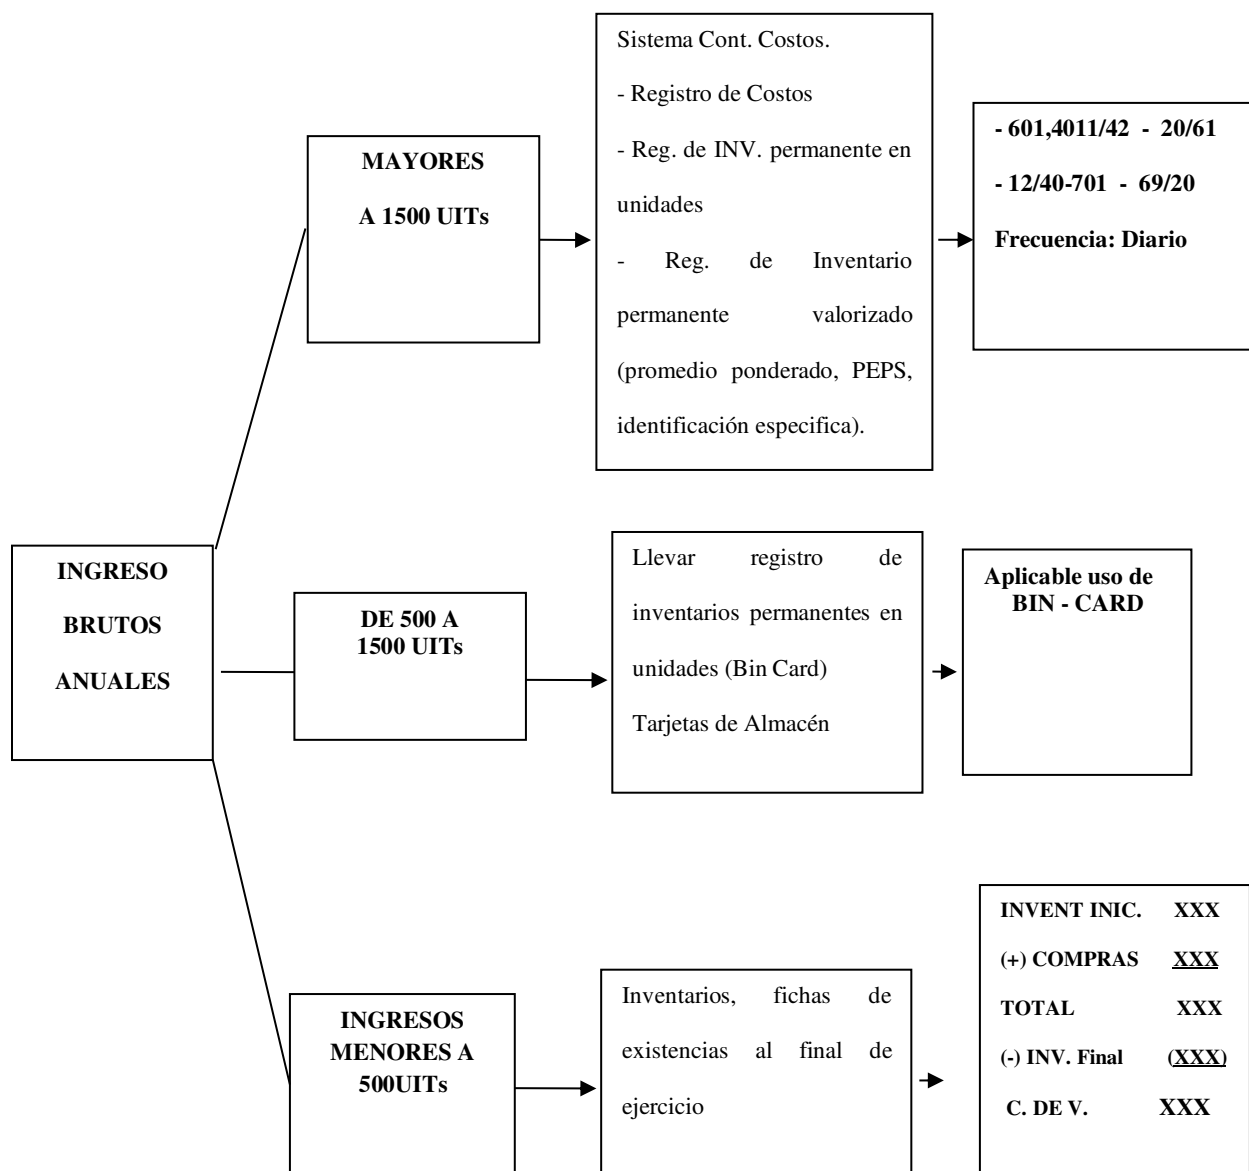 Sistema Cont. Costos.
- Registro de Costos
- Reg. de INV. permanente en
unidades
- Reg. de Inventario
permanente valorizado
(promedio ponderado, PEPS,
identificación especifica).
MAYORES
A 1500 UITs
- 601,4011/42 - 20/61
- 12/40-701 - 69/20
Frecuencia: Diario
INGRESO
BRUTOS
ANUALES
DE 500 A
1500 UITs
Llevar registro de
inventarios permanentes en
unidades (Bin Card)
Tarjetas de Almacén
Aplicable uso de
BIN - CARD
INGRESOS
MENORES A
500UITs
Inventarios, fichas de
existencias al final de
ejercicio
INVENT INIC. XXX
(+) COMPRAS XXX
TOTAL XXX
(-) INV. Final (XXX)
C. DE V. XXX